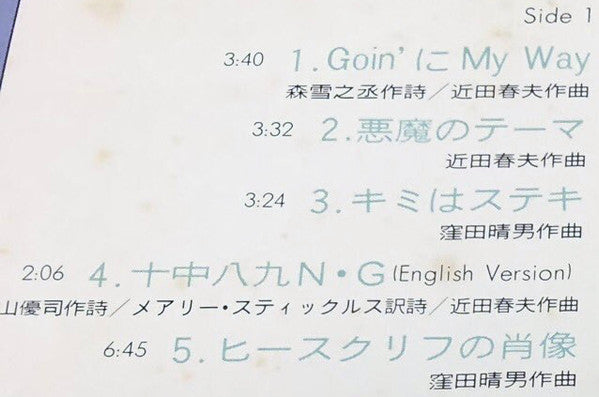 Side 1
3:40 1.Goin'にMy Way
森雪之丞作詩／近田春夫作曲
3:32 2.悪魔のテーマ
近田春夫作曲
3:24 3.キミはステキ
窪田晴男作曲
2:06 4.十中八九N・G(English Version)
山優司作詩／メアリー・スティックルス訳詩／近田春夫作曲
6:45 5.ヒースクリフの肖像
窪田晴男作曲